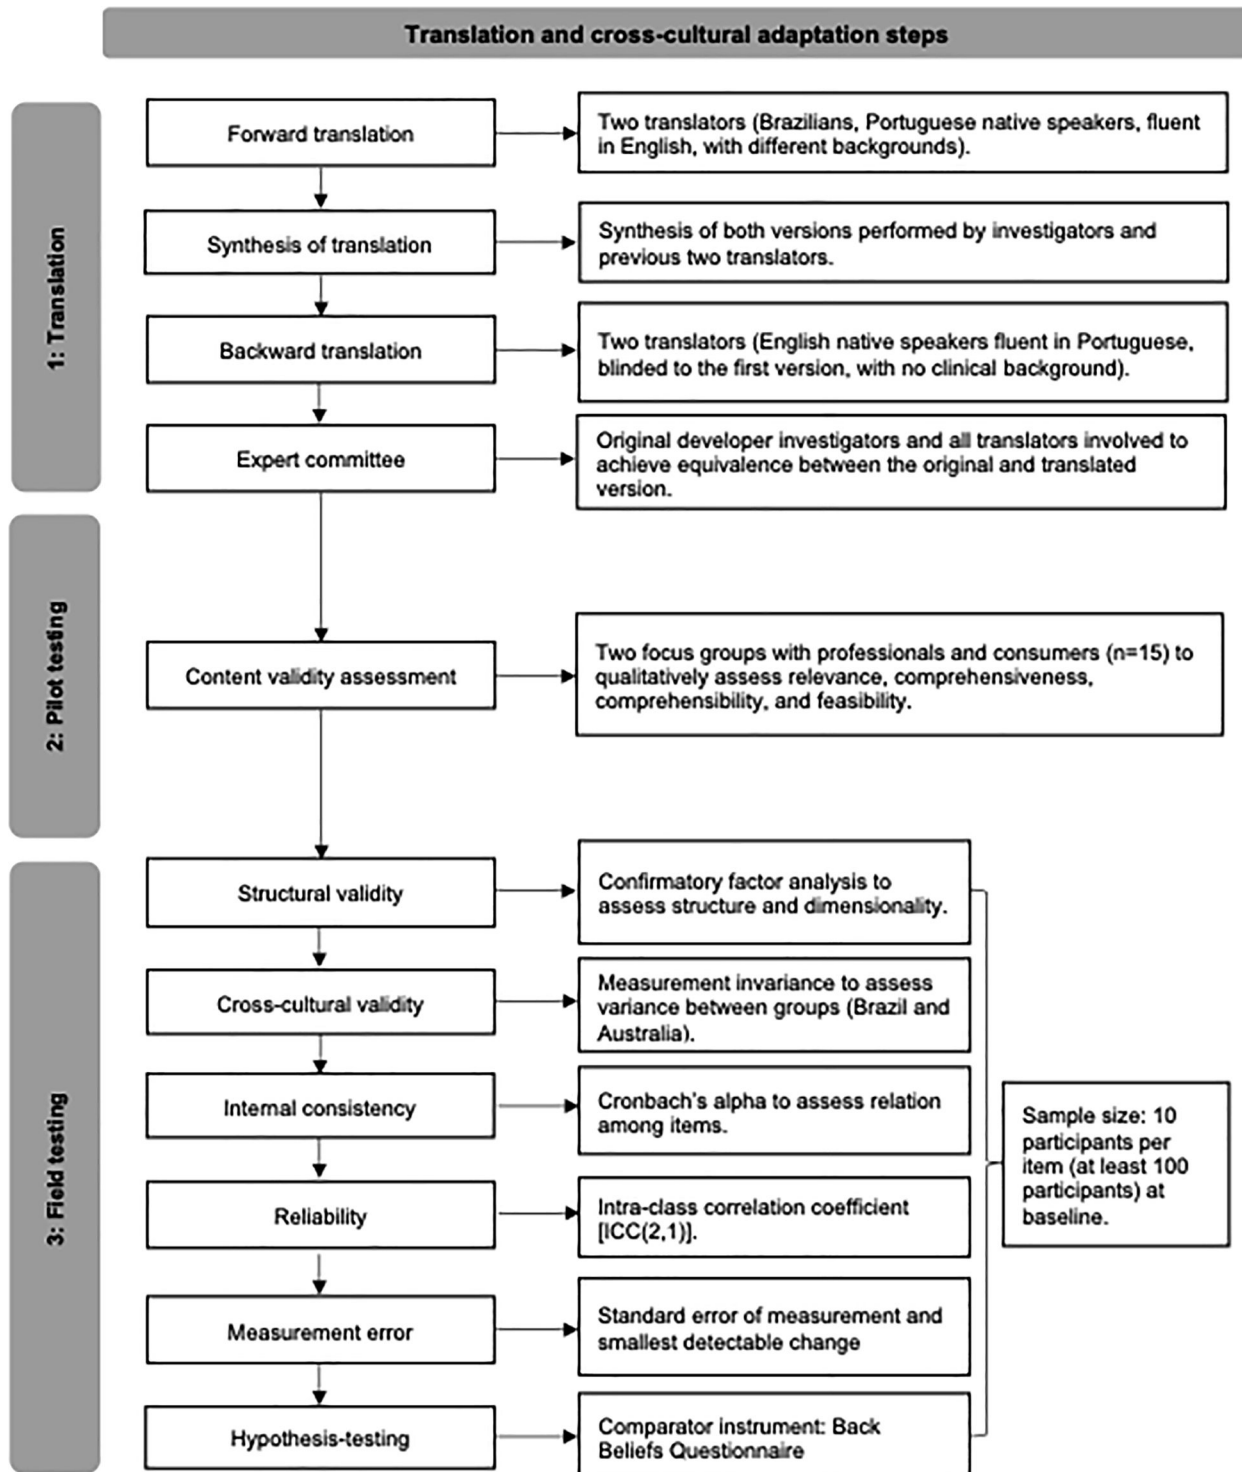 Translation and cross-cultural adaptation steps
1: Translation
Forward translation
Two translators (Brazilians, Portuguese native speakers, fluent
in English, with different backgrounds).
Synthesis of translation
Synthesis of both versions performed by investigators and
previous two translators.
Backward translation
Two translators (English native speakers fluent in Portuguese,
blinded to the first version, with no clinical background).
Expert committee
Original developer investigators and all translators involved to
achieve equivalence between the original and translated
version.
2: Pilot testing
Content validity assessment
Two focus groups with professionals and consumers (n=15) to
qualitatively assess relevance, comprehensiveness,
comprehensibility, and feasibility.
3: Field testing
Structural validity
Confirmatory factor analysis to
assess structure and dimensionality.
Cross-cultural validity
Measurement invariance to assess
variance between groups (Brazil and
Australia).
Internal consistency
Cronbach's alpha to assess relation
among items.
Reliability
Intra-class correlation coefficient
[ICC(2,1)].
Measurement error
Standard error of measurement and
smallest detectable change
Hypothesis-testing
Comparator instrument: Back
Beliefs Questionnaire
Sample size: 10
participants per
item (at least 100
participants) at
baseline.